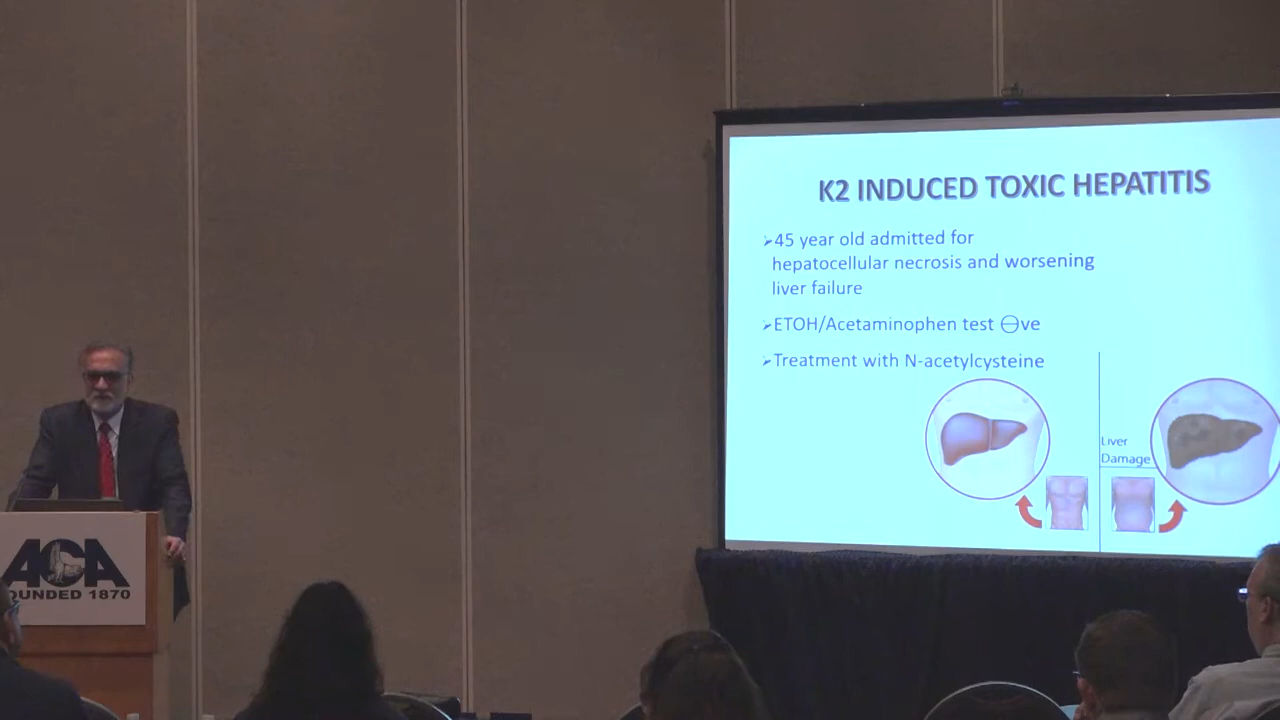 K2 INDUCED TOXIC HEPATITIS
➢45 year old admitted for
hepatocellular necrosis and worsening
liver failure
➢ETOH/Acetaminophen test ⊖ve
➢Treatment with N-acetylcysteine
Liver
Damage
ACA
OUNDED 1870